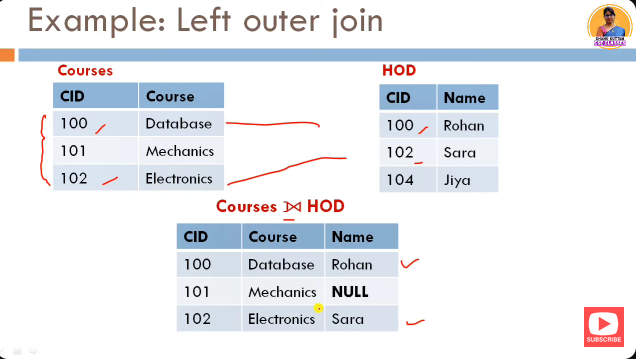 Example: Left outer join
Courses
CID Course
100 Database
101 Mechanics
102 Electronics
HOD
CID Name
100 Rohan
102 Sara
104 Jiya
Courses ⟕ HOD
CID Course Name
100 Database Rohan
101 Mechanics NULL
102 Electronics Sara
SUBSCRIBE